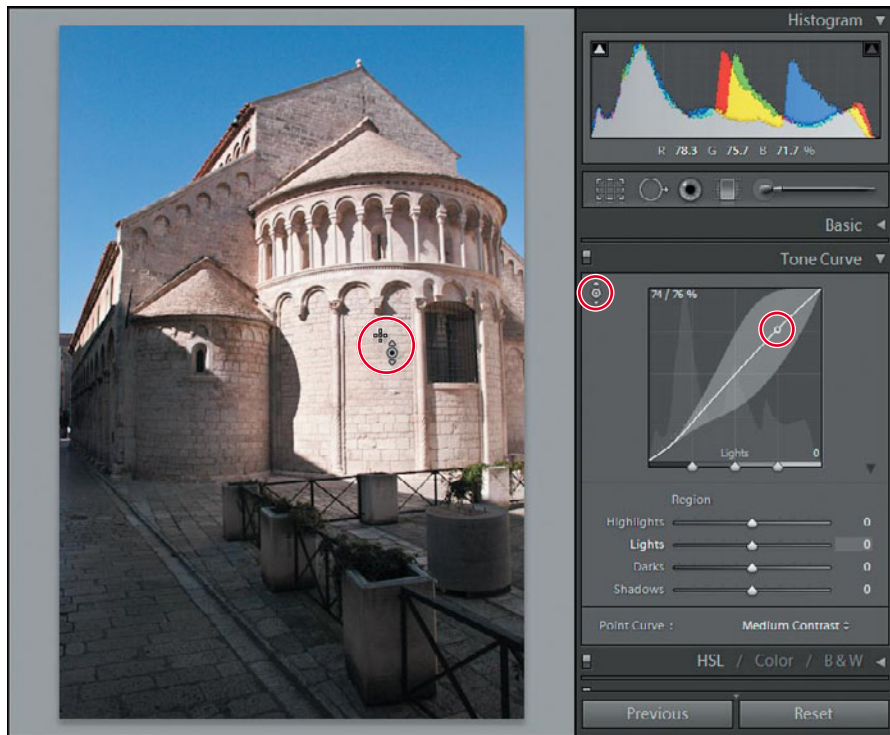 Histogram
R 78.3 G 75.7 B 71.7 %
Basic
Tone Curve
74 / 76 %
Lights 0
Region
Highlights 0
Lights 0
Darks 0
Shadows 0
Point Curve : Medium Contrast
HSL / Color / B & W
Previous Reset